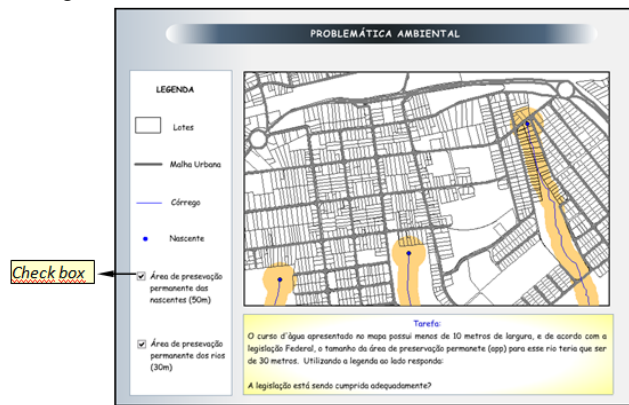 PROBLEMÁTICA AMBIENTAL
LEGENDA
Lotes
Malha Urbana
Córrego
Nascente
Check box
Área de presevação
permanente das
nascentes (50m)
Área de presevação
permanente dos rios
(30m)
Tarefa:
O curso d´àgua apresentado no mapa possui menos de 10 metros de largura, e de acordo com a
legislação Federal, o tamanho da área de preservação permanete (app) para esse rio teria que ser
de 30 metros. Utilizando a legenda ao lado responda:
A legislação está sendo cumprida adequadamente?